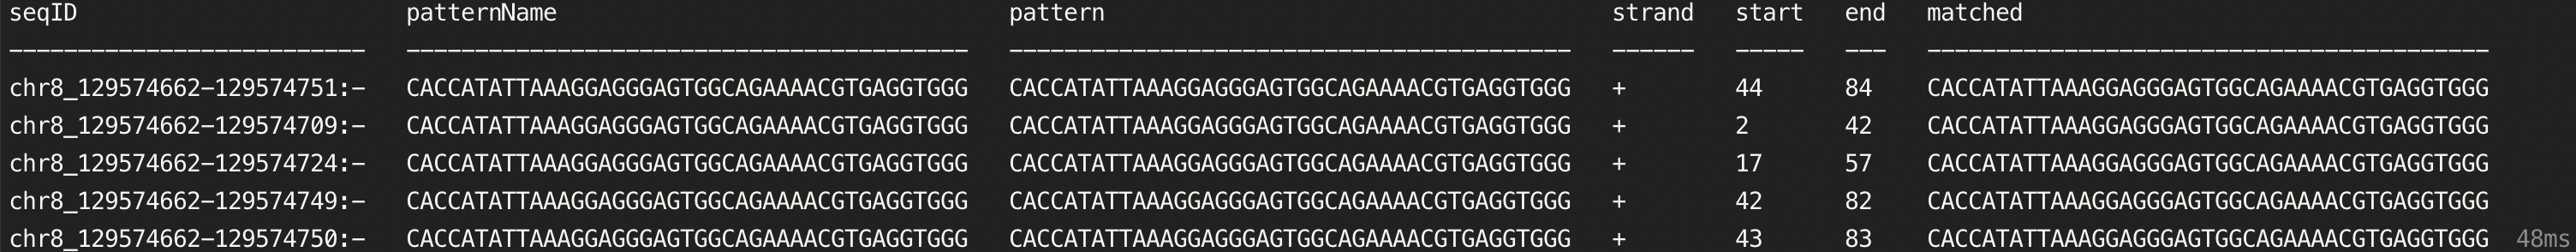 seqID patternName pattern strand start end matched
-------------------------- ----------------------------------------- ----------------------------------------- ------ ----- --- -----------------------------------------
chr8_129574662-129574751:- CACCATATTAAAGGAGGGAGTGGCAGAAAACGTGAGGTGGG CACCATATTAAAGGAGGGAGTGGCAGAAAACGTGAGGTGGG + 44 84 CACCATATTAAAGGAGGGAGTGGCAGAAAACGTGAGGTGGG
chr8_129574662-129574709:- CACCATATTAAAGGAGGGAGTGGCAGAAAACGTGAGGTGGG CACCATATTAAAGGAGGGAGTGGCAGAAAACGTGAGGTGGG + 2 42 CACCATATTAAAGGAGGGAGTGGCAGAAAACGTGAGGTGGG
chr8_129574662-129574724:- CACCATATTAAAGGAGGGAGTGGCAGAAAACGTGAGGTGGG CACCATATTAAAGGAGGGAGTGGCAGAAAACGTGAGGTGGG + 17 57 CACCATATTAAAGGAGGGAGTGGCAGAAAACGTGAGGTGGG
chr8_129574662-129574749:- CACCATATTAAAGGAGGGAGTGGCAGAAAACGTGAGGTGGG CACCATATTAAAGGAGGGAGTGGCAGAAAACGTGAGGTGGG + 42 82 CACCATATTAAAGGAGGGAGTGGCAGAAAACGTGAGGTGGG
chr8_129574662-129574750:- CACCATATTAAAGGAGGGAGTGGCAGAAAACGTGAGGTGGG CACCATATTAAAGGAGGGAGTGGCAGAAAACGTGAGGTGGG + 43 83 CACCATATTAAAGGAGGGAGTGGCAGAAAACGTGAGGTGGG 48ms